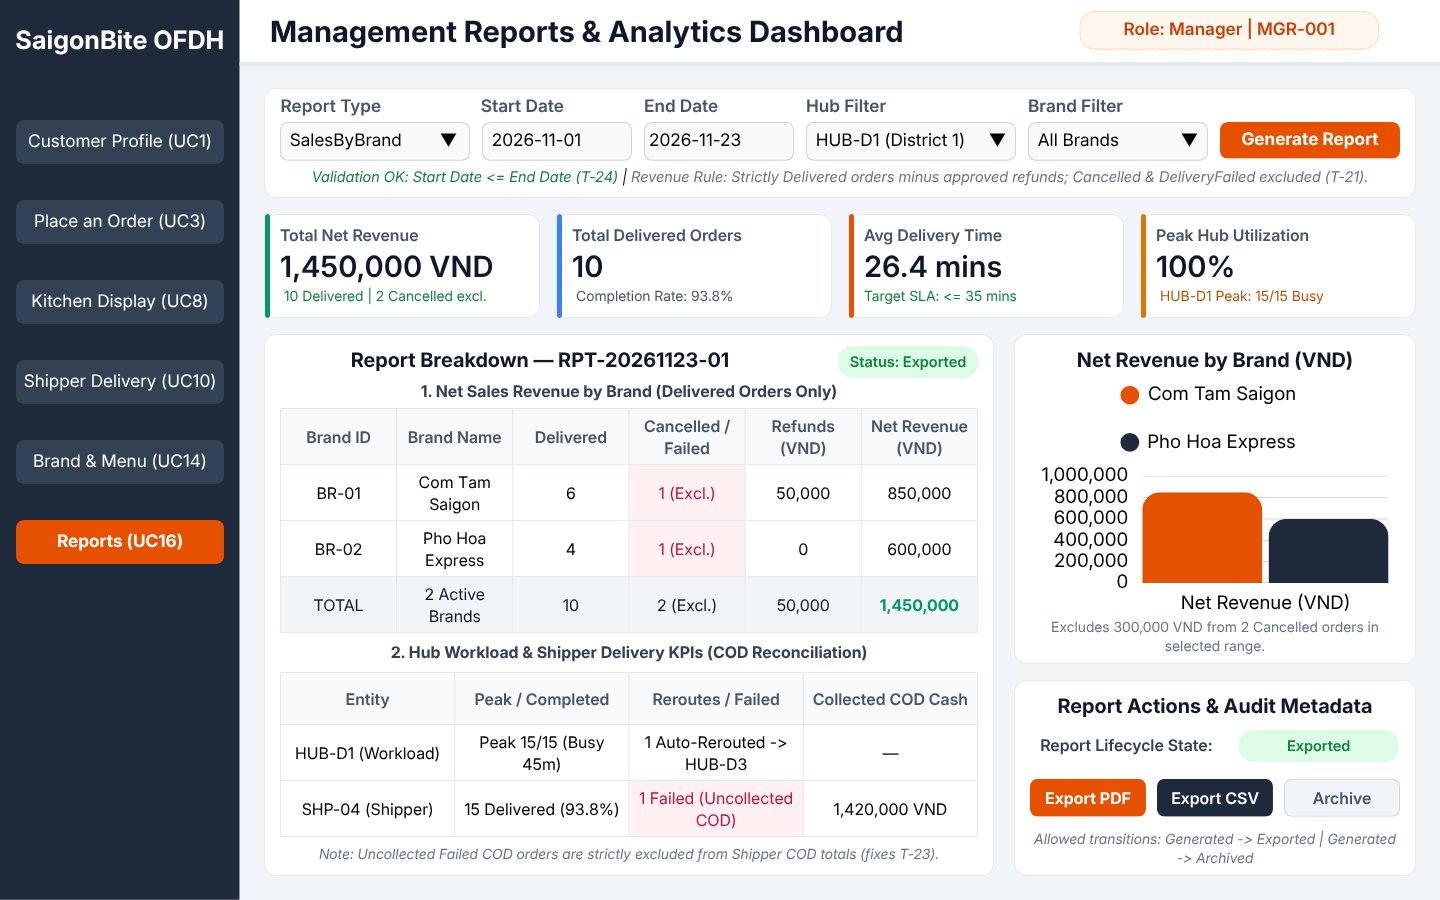 SaigonBite OFDH
Customer Profile (UC1)
Place an Order (UC3)
Kitchen Display (UC8)
Shipper Delivery (UC10)
Brand & Menu (UC14)
Reports (UC16)
Management Reports & Analytics Dashboard
Role: Manager | MGR-001
Report Type
Start Date
End Date
Hub Filter
Brand Filter
SalesByBrand ▼
2026-11-01
2026-11-23
HUB-D1 (District 1) ▼
All Brands ▼
Generate Report
Validation OK: Start Date <= End Date (T-24) | Revenue Rule: Strictly Delivered orders minus approved refunds; Cancelled & DeliveryFailed excluded (T-21).
Total Net Revenue
1,450,000 VND
10 Delivered | 2 Cancelled excl.
Total Delivered Orders
10
Completion Rate: 93.8%
Avg Delivery Time
26.4 mins
Target SLA: <= 35 mins
Peak Hub Utilization
100%
HUB-D1 Peak: 15/15 Busy
Report Breakdown — RPT-20261123-01
Status: Exported
1. Net Sales Revenue by Brand (Delivered Orders Only)
Brand ID
Brand Name
Delivered
Cancelled /
Failed
Refunds
(VND)
Net Revenue
(VND)
BR-01
Com Tam
Saigon
6
1 (Excl.)
50,000
850,000
BR-02
Pho Hoa
Express
4
1 (Excl.)
0
600,000
TOTAL
2 Active
Brands
10
2 (Excl.)
50,000
1,450,000
2. Hub Workload & Shipper Delivery KPIs (COD Reconciliation)
Entity
Peak / Completed
Reroutes / Failed
Collected COD Cash
HUB-D1 (Workload)
Peak 15/15 (Busy
45m)
1 Auto-Rerouted ->
HUB-D3
—
SHP-04 (Shipper)
15 Delivered (93.8%)
1 Failed (Uncollected
COD)
1,420,000 VND
Note: Uncollected Failed COD orders are strictly excluded from Shipper COD totals (fixes T-23).
Net Revenue by Brand (VND)
Com Tam Saigon
Pho Hoa Express
1,000,000
800,000
600,000
400,000
200,000
0
Net Revenue (VND)
Excludes 300,000 VND from 2 Cancelled orders in
selected range.
Report Actions & Audit Metadata
Report Lifecycle State:
Exported
Export PDF
Export CSV
Archive
Allowed transitions: Generated -> Exported | Generated
-> Archived